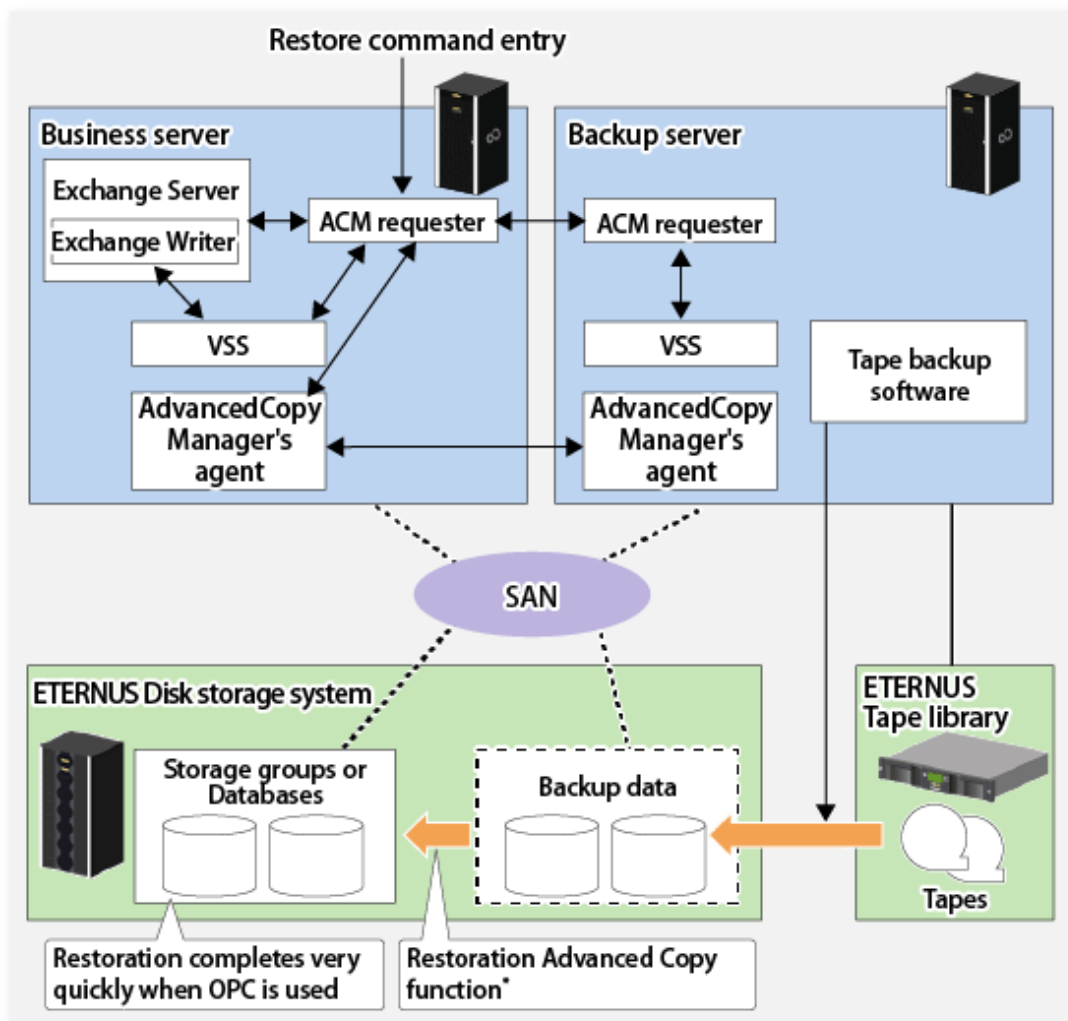 Restore command entry
Business server
Exchange Server
Exchange Writer
ACM requester
VSS
AdvancedCopy
Manager's
agent
Backup server
ACM requester
VSS
AdvancedCopy
Manager's
agent
Tape backup
software
SAN
ETERNUS Disk storage system
Storage groups or
Databases
Backup data
ETERNUS
Tape library
Tapes
Restoration completes very
quickly when OPC is used
Restoration Advanced Copy
function*